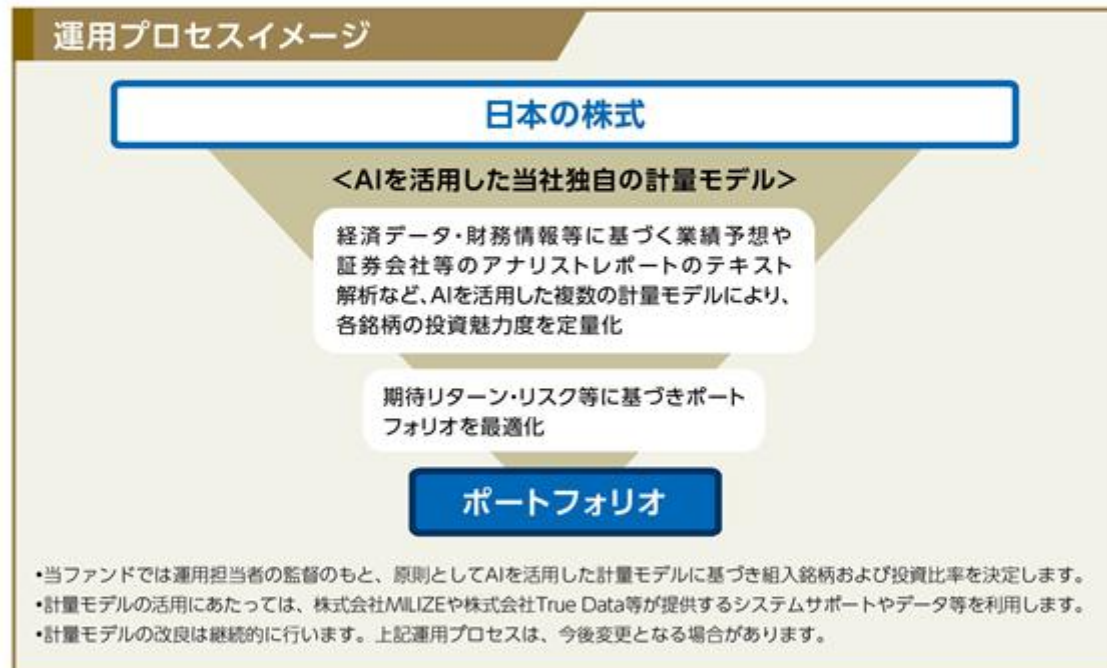 運用プロセスイメージ
日本の株式
＜AIを活用した当社独自の計量モデル＞
経済データ・財務情報等に基づく業績予想や
証券会社等のアナリストレポートのテキスト
解析など、AIを活用した複数の計量モデルにより、
各銘柄の投資魅力度を定量化
期待リターン・リスク等に基づきポート
フォリオを最適化
ポートフォリオ
•当ファンドでは運用担当者の監督のもと、原則としてAIを活用した計量モデルに基づき組入銘柄および投資比率を決定します。
•計量モデルの活用にあたっては、株式会社MILIZEや株式会社True Data等が提供するシステムサポートやデータ等を利用します。
•計量モデルの改良は継続的に行います。上記運用プロセスは、今後変更となる場合があります。